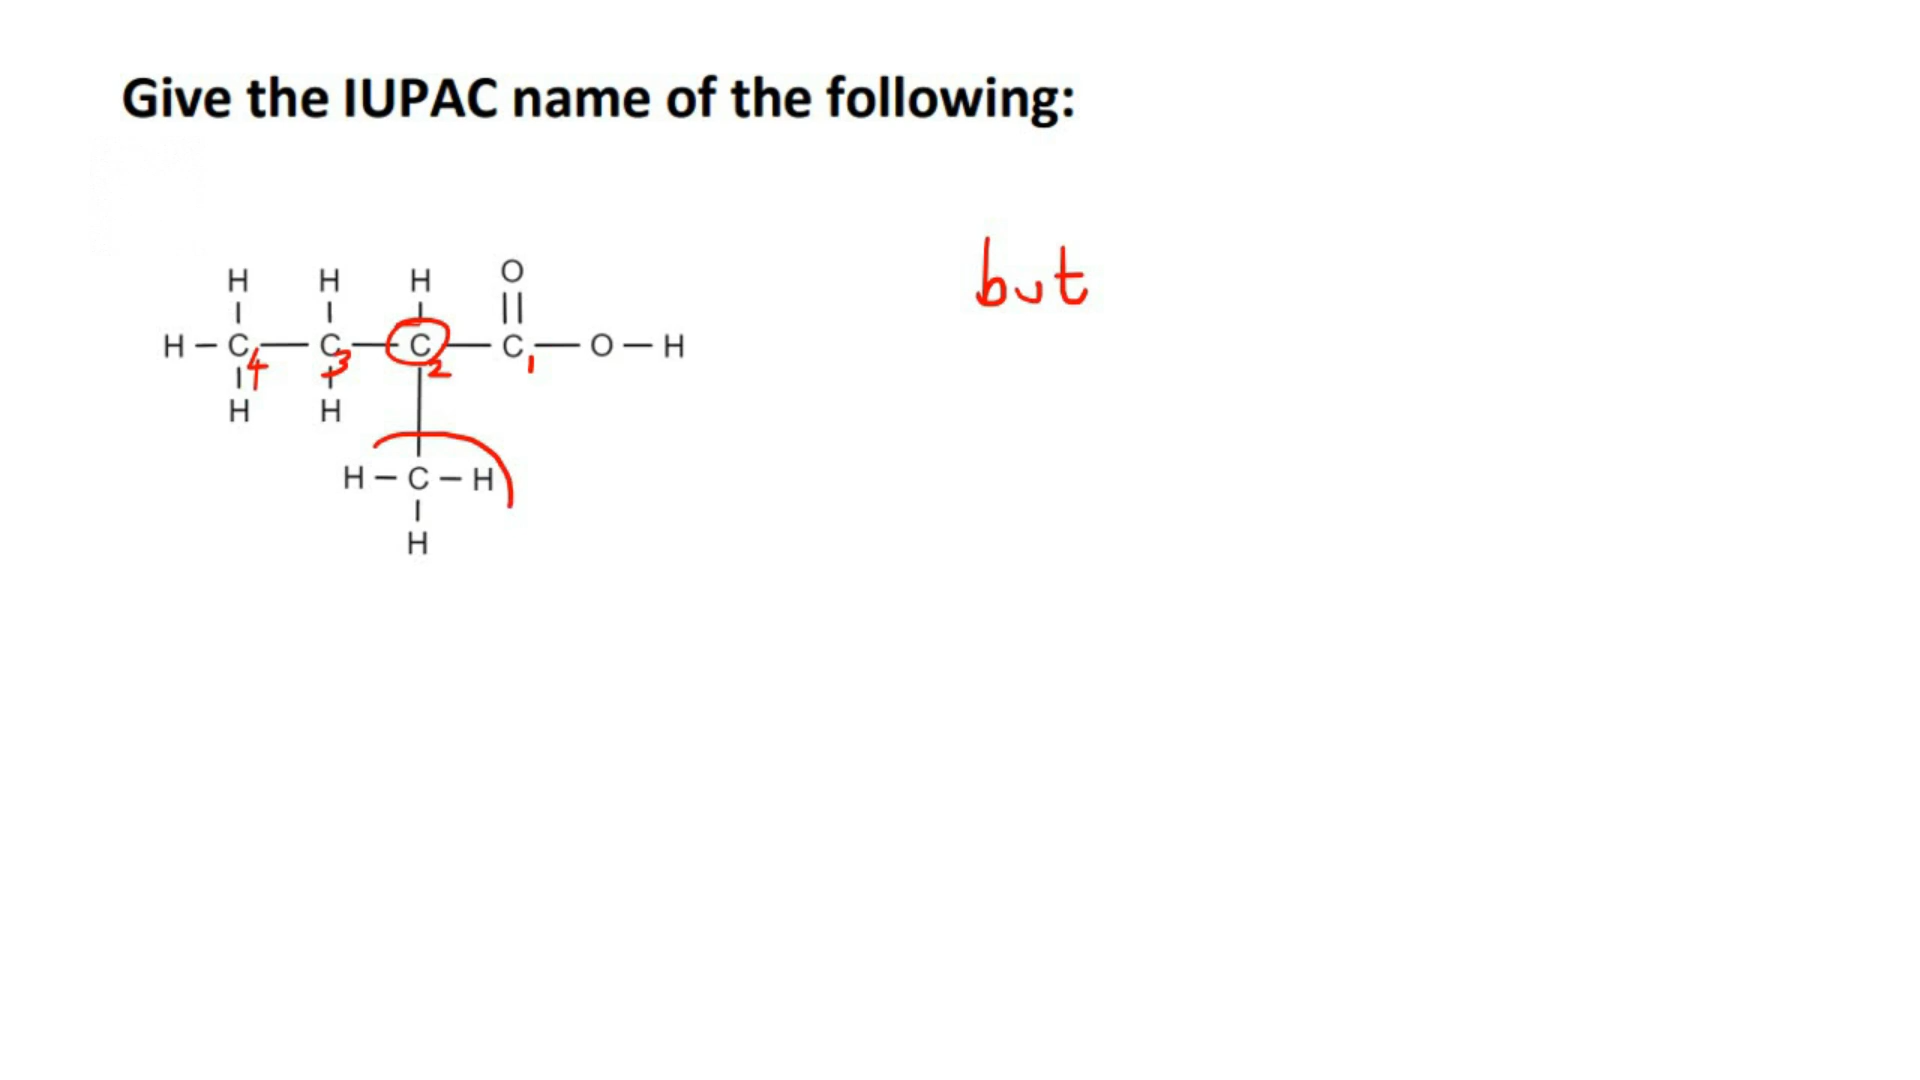 Give the IUPAC name of the following:
but
H H H O
H C C C C O H
4 3 2 1
H H
H C H
H